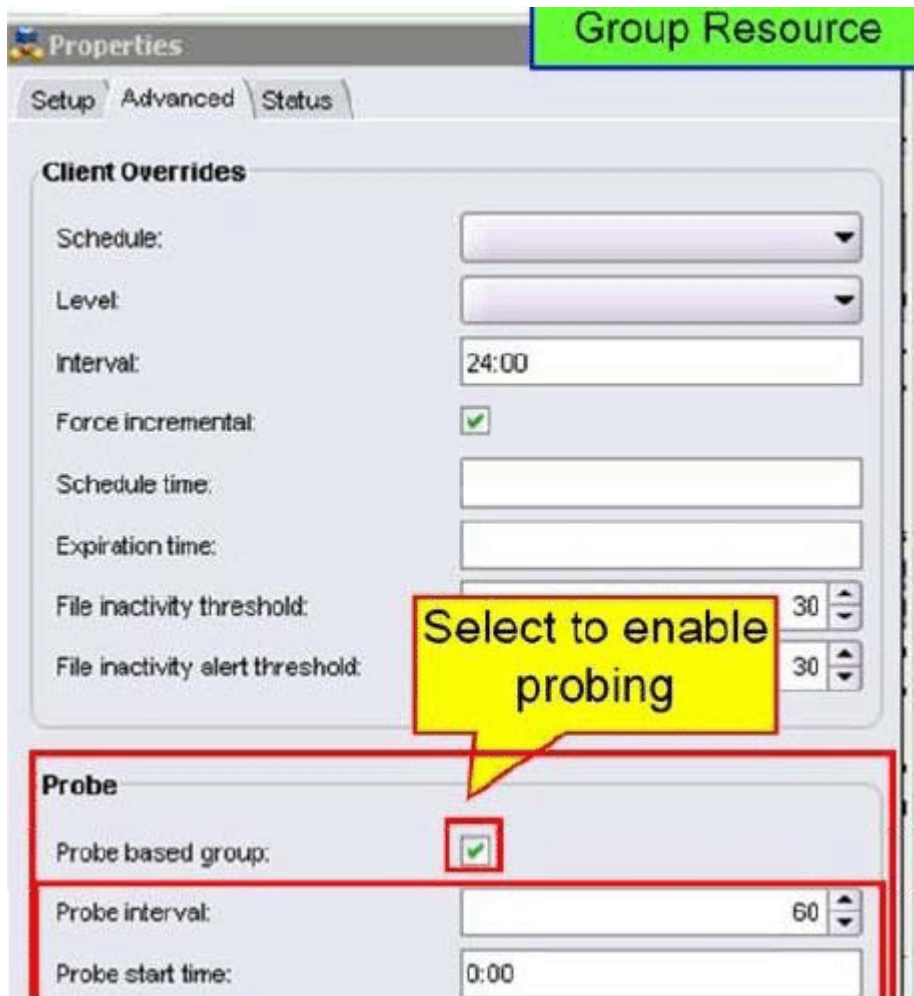 Group Resource
Properties
Setup Advanced Status
Client Overrides
Schedule:
Level:
Interval: 24:00
Force incremental:
Schedule time:
Expiration time:
File inactivity threshold: 30
File inactivity alert threshold: 30
Select to enable
probing
Probe
Probe based group:
Probe interval: 60
Probe start time: 0:00